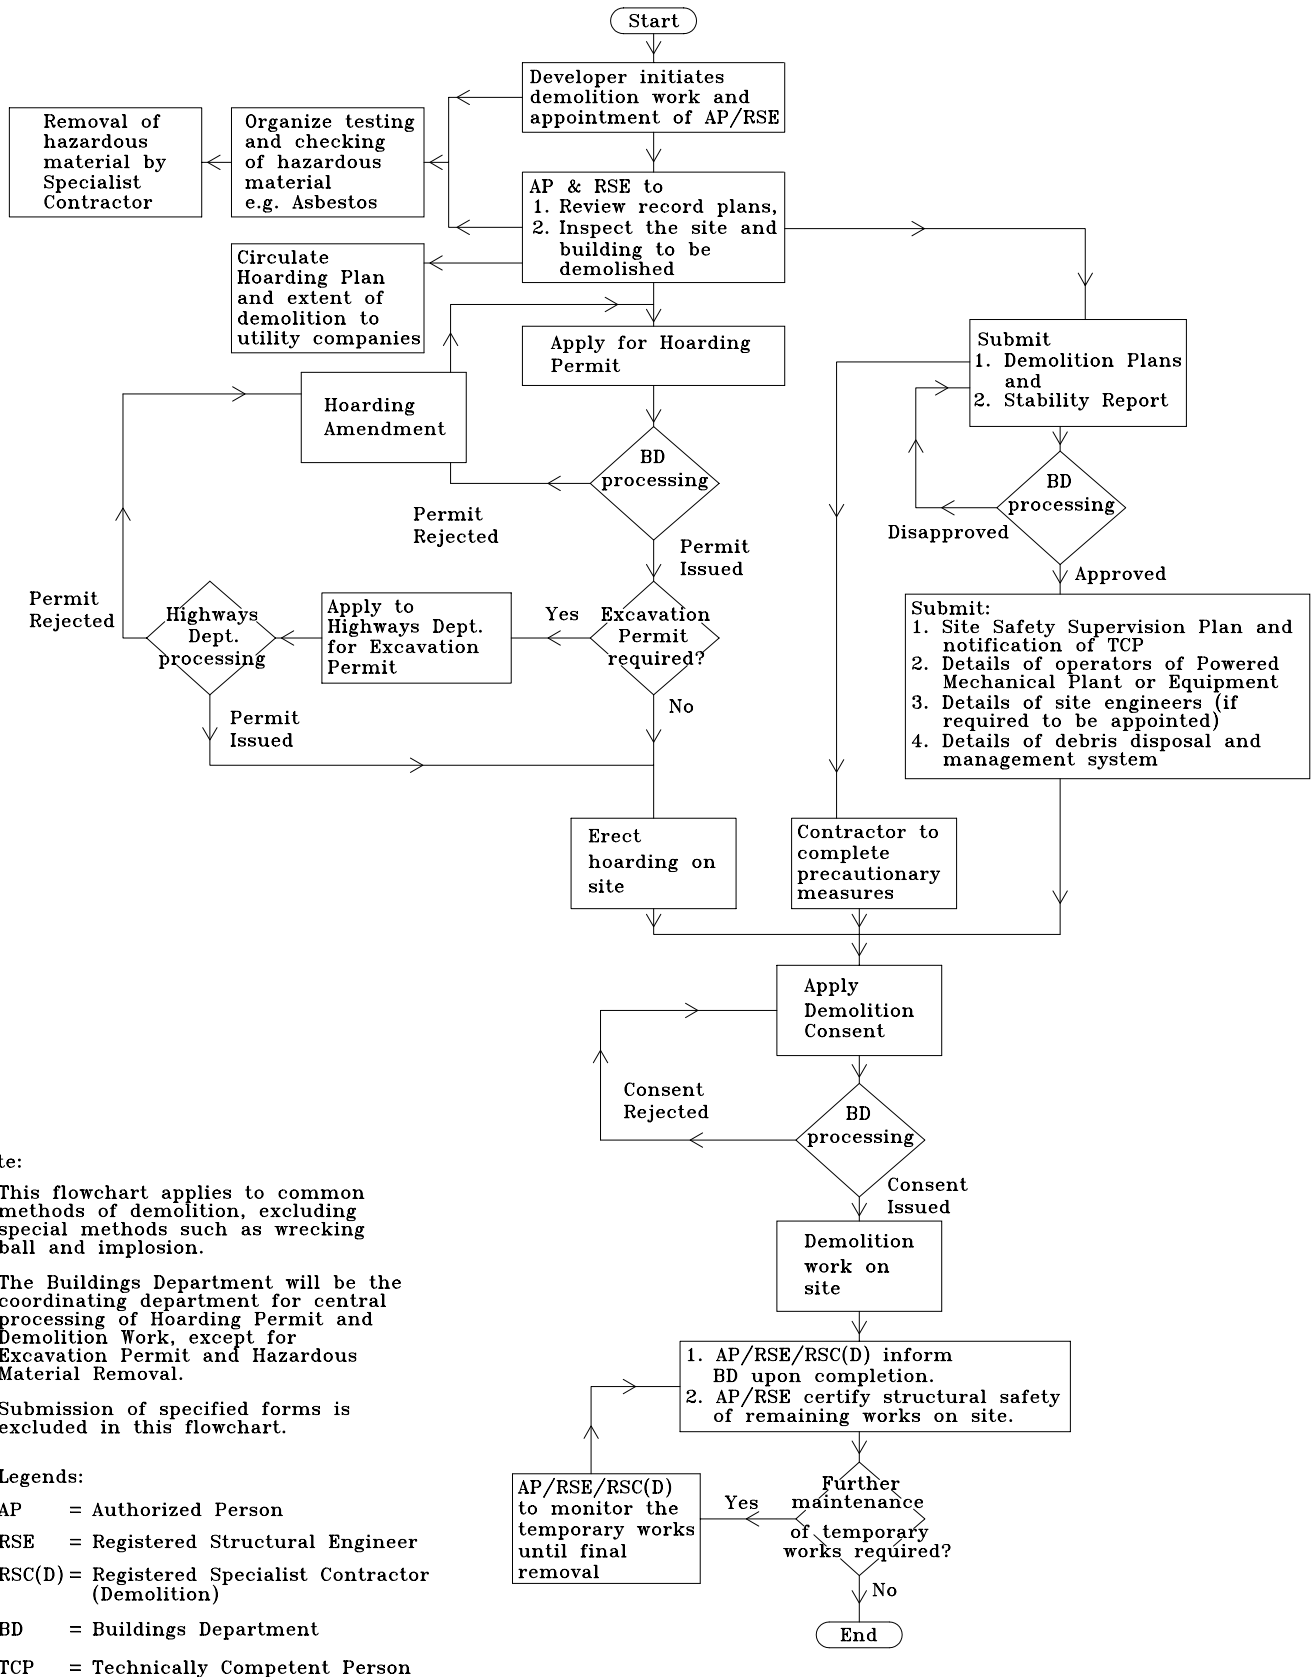 Start
Developer initiates
demolition work and
appointment of AP/RSE
Removal of
hazardous
material by
Specialist
Contractor
Organize testing
and checking
of hazardous
material
e.g. Asbestos
AP & RSE to
1. Review record plans,
2. Inspect the site and
building to be
demolished
Circulate
Hoarding Plan
and extent of
demolition to
utility companies
Apply for Hoarding
Permit
Submit
1. Demolition Plans
and
2. Stability Report
Hoarding
Amendment
BD
processing
BD
processing
Permit
Rejected
Disapproved
Permit
Issued
Approved
Permit
Rejected
Highways
Dept.
processing
Apply to
Highways Dept.
for Excavation
Permit
Yes
Excavation
Permit
required?
Submit:
1. Site Safety Supervision Plan and
notification of TCP
2. Details of operators of Powered
Mechanical Plant or Equipment
3. Details of site engineers (if
required to be appointed)
4. Details of debris disposal and
management system
No
Permit
Issued
Erect
hoarding on
site
Contractor to
complete
precautionary
measures
Apply
Demolition
Consent
Consent
Rejected
BD
processing
Consent
Issued
Demolition
work on
site
1. AP/RSE/RSC(D) inform
BD upon completion.
2. AP/RSE certify structural safety
of remaining works on site.
AP/RSE/RSC(D)
to monitor the
temporary works
until final
removal
Yes
Further
maintenance
of temporary
works required?
No
End
te:
This flowchart applies to common
methods of demolition, excluding
special methods such as wrecking
ball and implosion.
The Buildings Department will be the
coordinating department for central
processing of Hoarding Permit and
Demolition Work, except for
Excavation Permit and Hazardous
Material Removal.
Submission of specified forms is
excluded in this flowchart.
Legends:
AP = Authorized Person
RSE = Registered Structural Engineer
RSC(D) = Registered Specialist Contractor
(Demolition)
BD = Buildings Department
TCP = Technically Competent Person